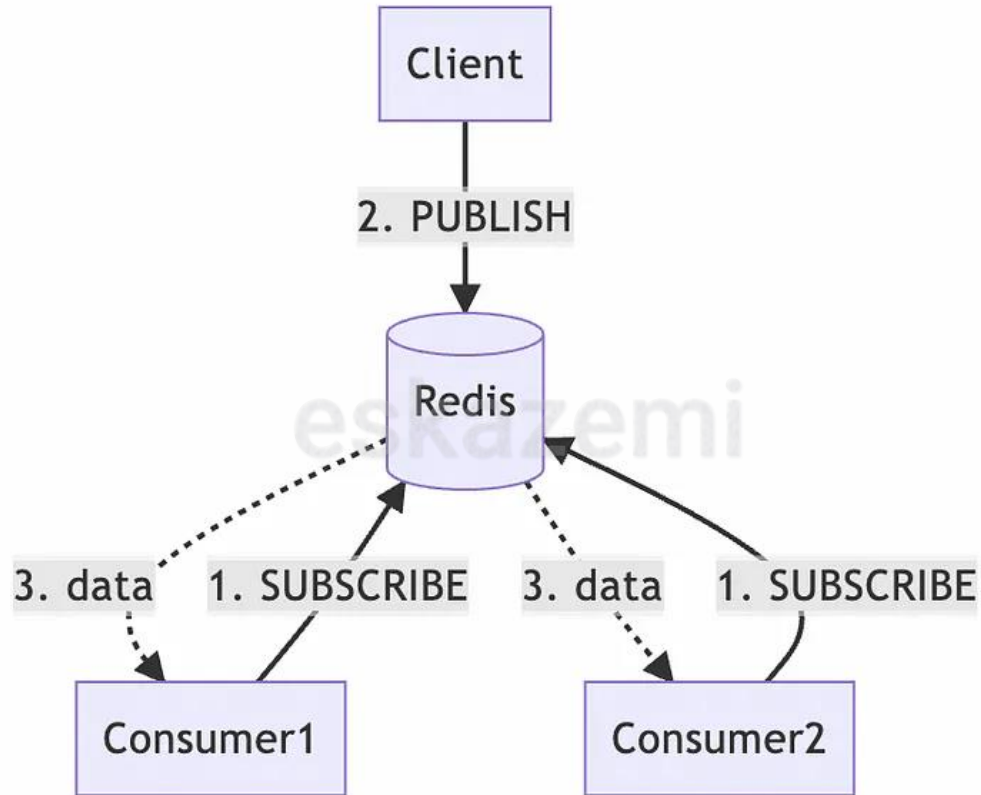 Client
2. PUBLISH
Redis
eskazemi
3. data
1. SUBSCRIBE
3. data
1. SUBSCRIBE
Consumer1
Consumer2